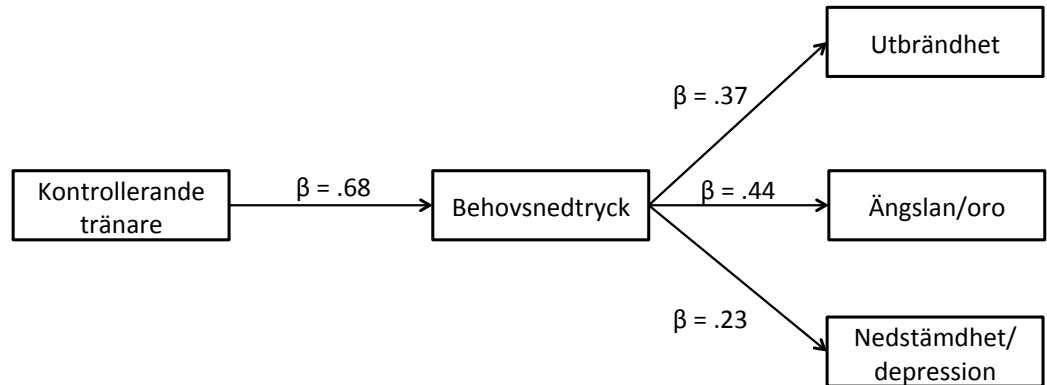 Kontrollerande
tränare
β = .68
Behovsnedtryck
β = .37
Utbrändhet
β = .44
Ängslan/oro
β = .23
Nedstämdhet/
depression